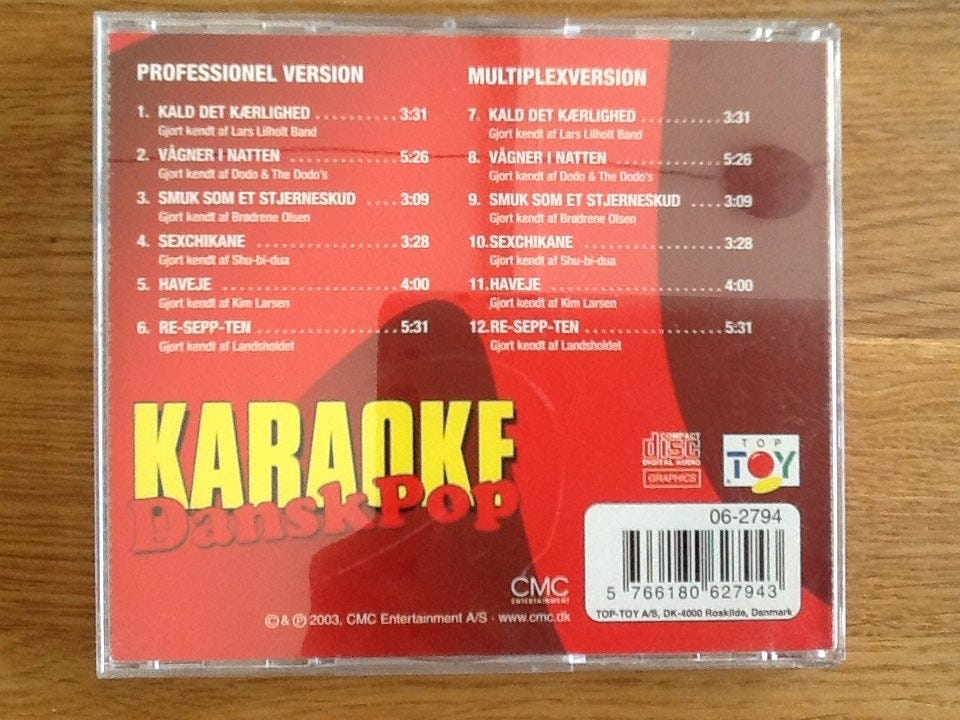 PROFESSIONEL VERSION
1. KALD DET KÆRLIGHED .......... 3:31
Gjort kendt af Lars Lilholt Band
2. VÅGNER I NATTEN ............. 5:26
Gjort kendt af Dodo & The Dodo's
3. SMUK SOM ET STJERNESKUD .... 3:09
Gjort kendt af Brødrene Olsen
4. SEXCHIKANE .................. 3:28
Gjort kendt af Shu-bi-dua
5. HAVEJE ...................... 4:00
Gjort kendt af Kim Larsen
6. RE-SEPP-TEN ................. 5:31
Gjort kendt af Landsholdet
MULTIPLEXVERSION
7. KALD DET KÆRLIGHED .......... 3:31
Gjort kendt af Lars Lilholt Band
8. VÅGNER I NATTEN ............. 5:26
Gjort kendt af Dodo & The Dodo's
9. SMUK SOM ET STJERNESKUD .... 3:09
Gjort kendt af Brødrene Olsen
10. SEXCHIKANE .................. 3:28
Gjort kendt af Shu-bi-dua
11. HAVEJE ...................... 4:00
Gjort kendt af Kim Larsen
12. RE-SEPP-TEN ................. 5:31
Gjort kendt af Landsholdet
KARAOKE
DanskPop
COMPACT
disc
DIGITAL AUDIO
GRAPHICS
TOP
TOY
06-2794
5 766180 627943
TOP-TOY A/S, DK-4000 Roskilde, Danmark
CMC
ENTERTAINMENT
©& ℗ 2003, CMC Entertainment A/S · www.cmc.dk